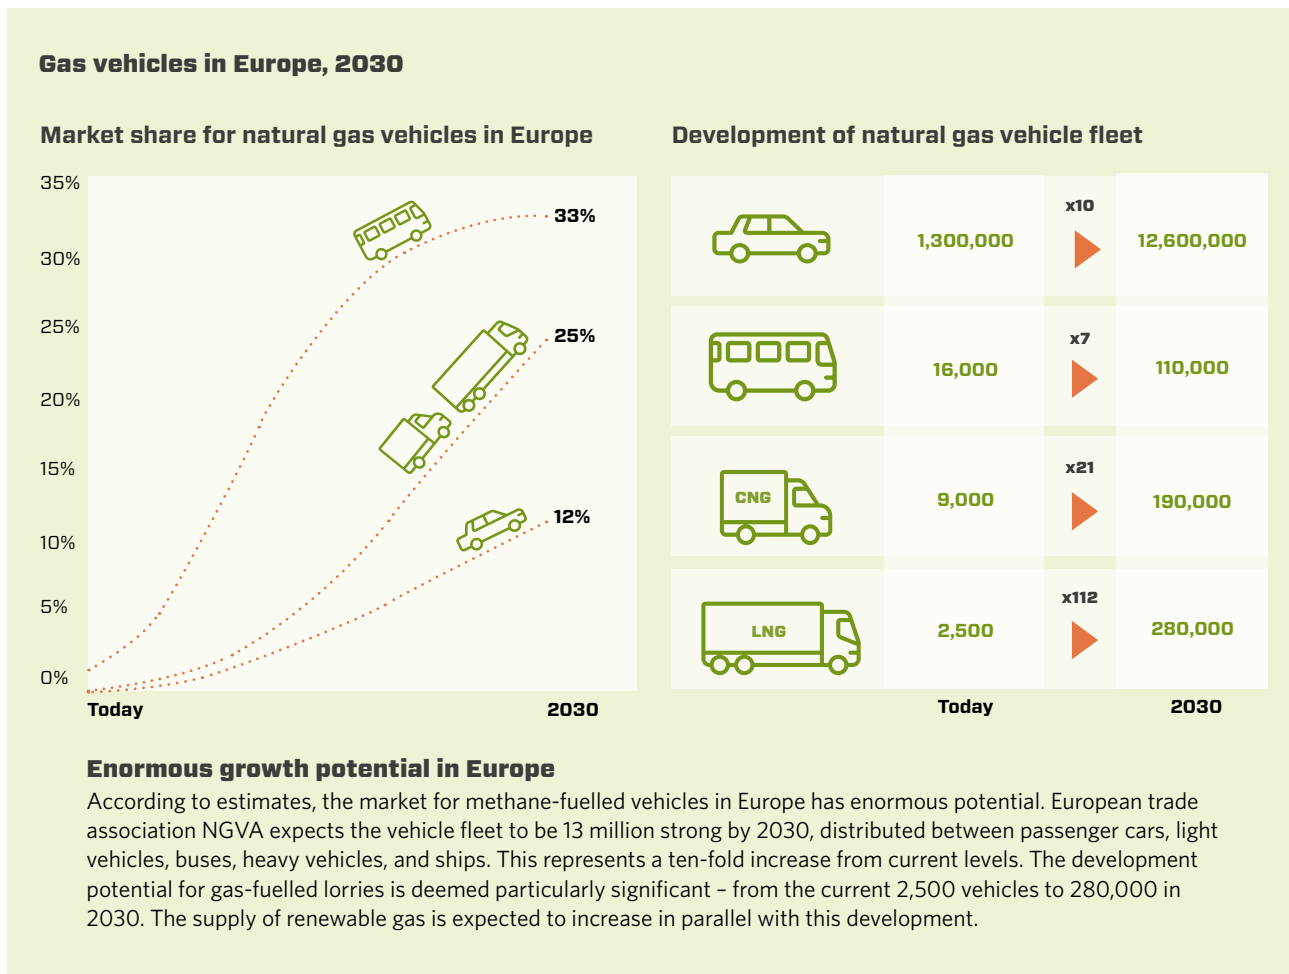 Gas vehicles in Europe, 2030
Market share for natural gas vehicles in Europe
35%
30%
25%
20%
15%
10%
5%
0%
33%
25%
12%
Today 2030
Development of natural gas vehicle fleet
1,300,000 x10 12,600,000
16,000 x7 110,000
CNG 9,000 x21 190,000
LNG 2,500 x112 280,000
Today 2030
Enormous growth potential in Europe
According to estimates, the market for methane-fuelled vehicles in Europe has enormous potential. European trade
association NGVA expects the vehicle fleet to be 13 million strong by 2030, distributed between passenger cars, light
vehicles, buses, heavy vehicles, and ships. This represents a ten-fold increase from current levels. The development
potential for gas-fuelled lorries is deemed particularly significant – from the current 2,500 vehicles to 280,000 in
2030. The supply of renewable gas is expected to increase in parallel with this development.